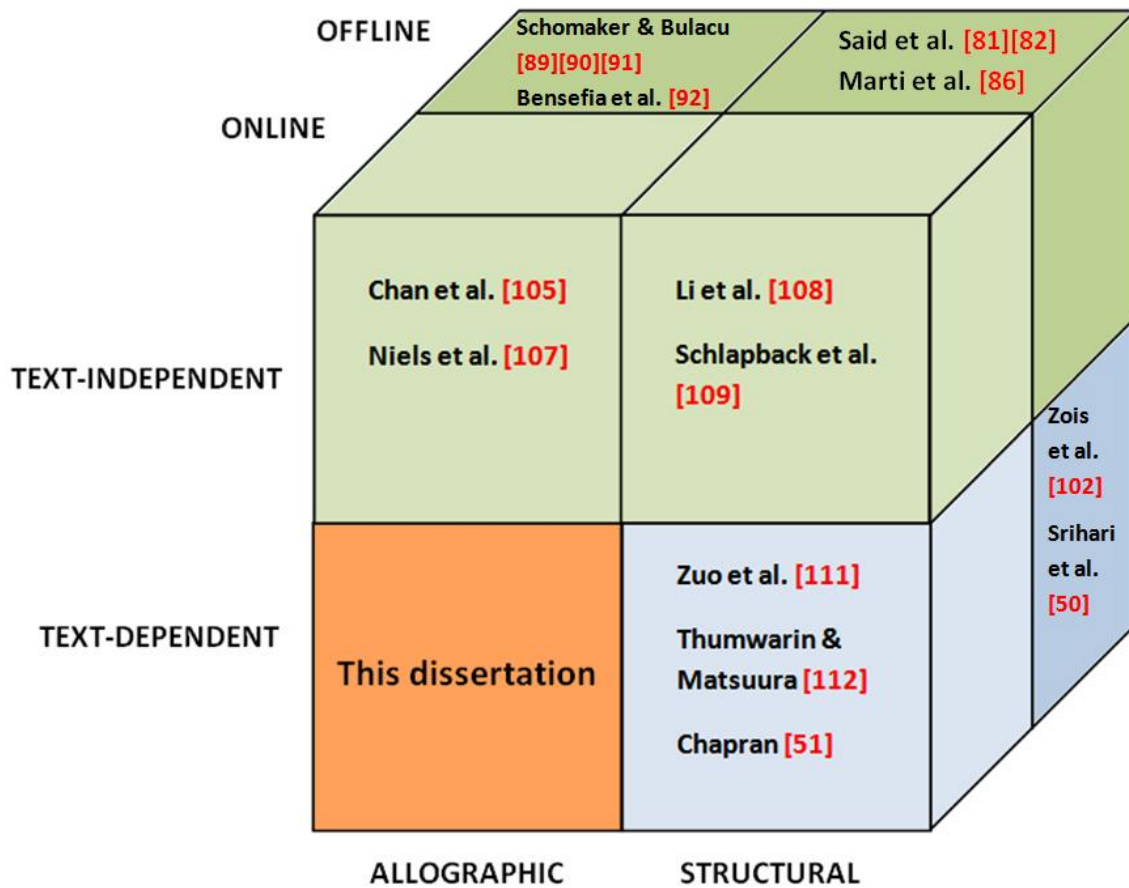 OFFLINE
Schomaker & Bulacu
[89][90][91]
Bensefia et al. [92]
Said et al. [81][82]
Marti et al. [86]
ONLINE
Chan et al. [105]
Niels et al. [107]
Li et al. [108]
Schlapback et al.
[109]
TEXT-INDEPENDENT
Zois
et al.
[102]
Srihari
et al.
[50]
TEXT-DEPENDENT
This dissertation
Zuo et al. [111]
Thumwarin &
Matsuura [112]
Chapran [51]
ALLOGRAPHIC
STRUCTURAL